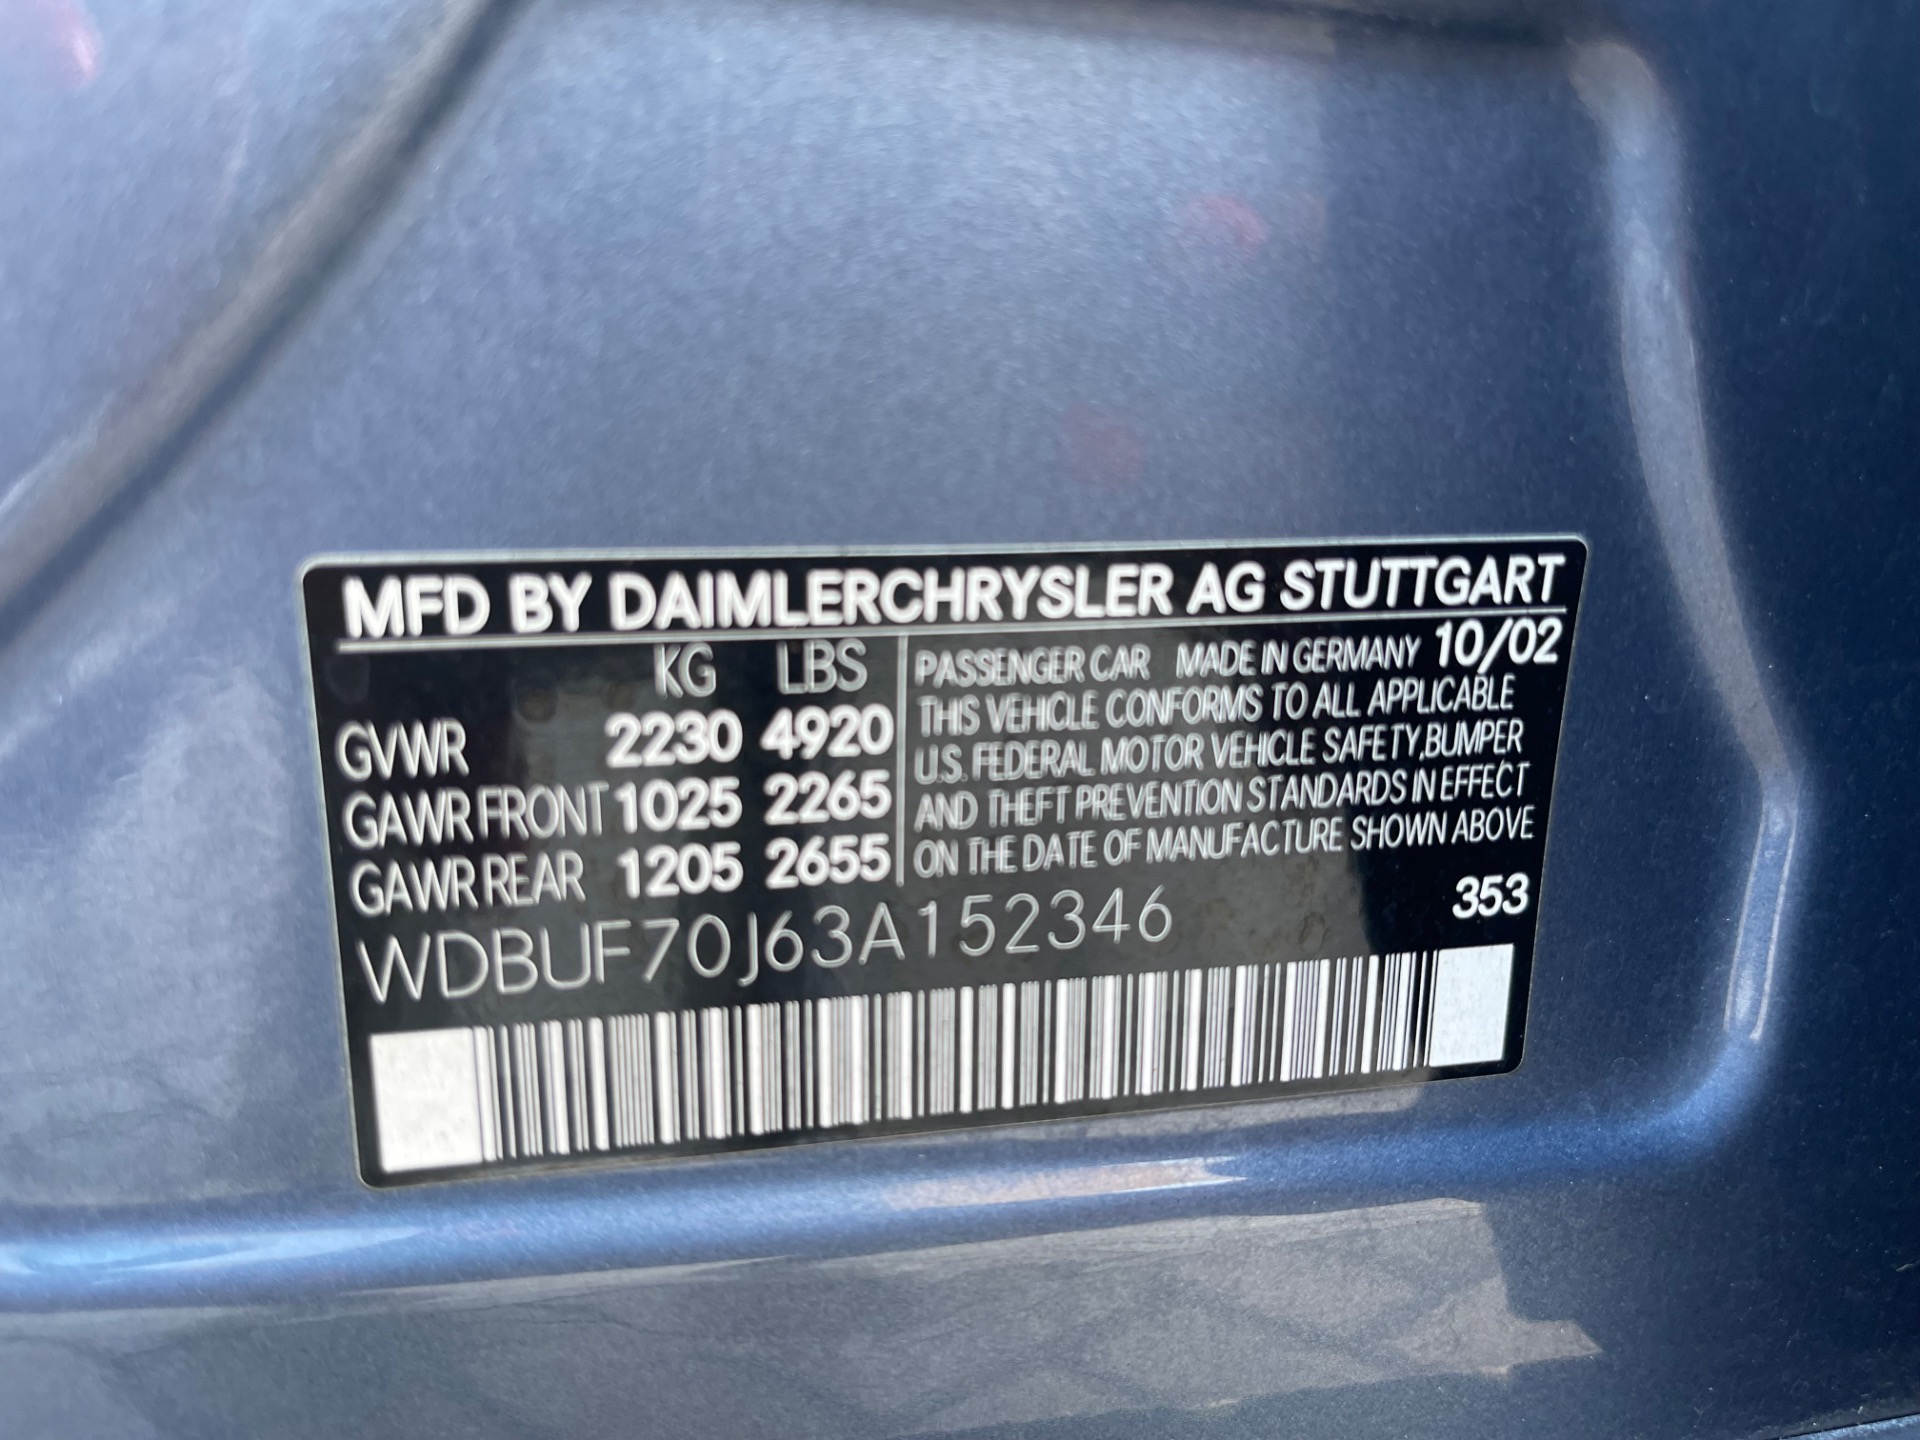 MFD BY DAIMLERCHRYSLER AG STUTTGART
KG LBS
GVWR 2230 4920
GAWR FRONT 1025 2265
GAWR REAR 1205 2655
PASSENGER CAR MADE IN GERMANY 10/02
THIS VEHICLE CONFORMS TO ALL APPLICABLE
U.S. FEDERAL MOTOR VEHICLE SAFETY,BUMPER
AND THEFT PREVENTION STANDARDS IN EFFECT
ON THE DATE OF MANUFACTURE SHOWN ABOVE
WDBUF70J63A152346
353